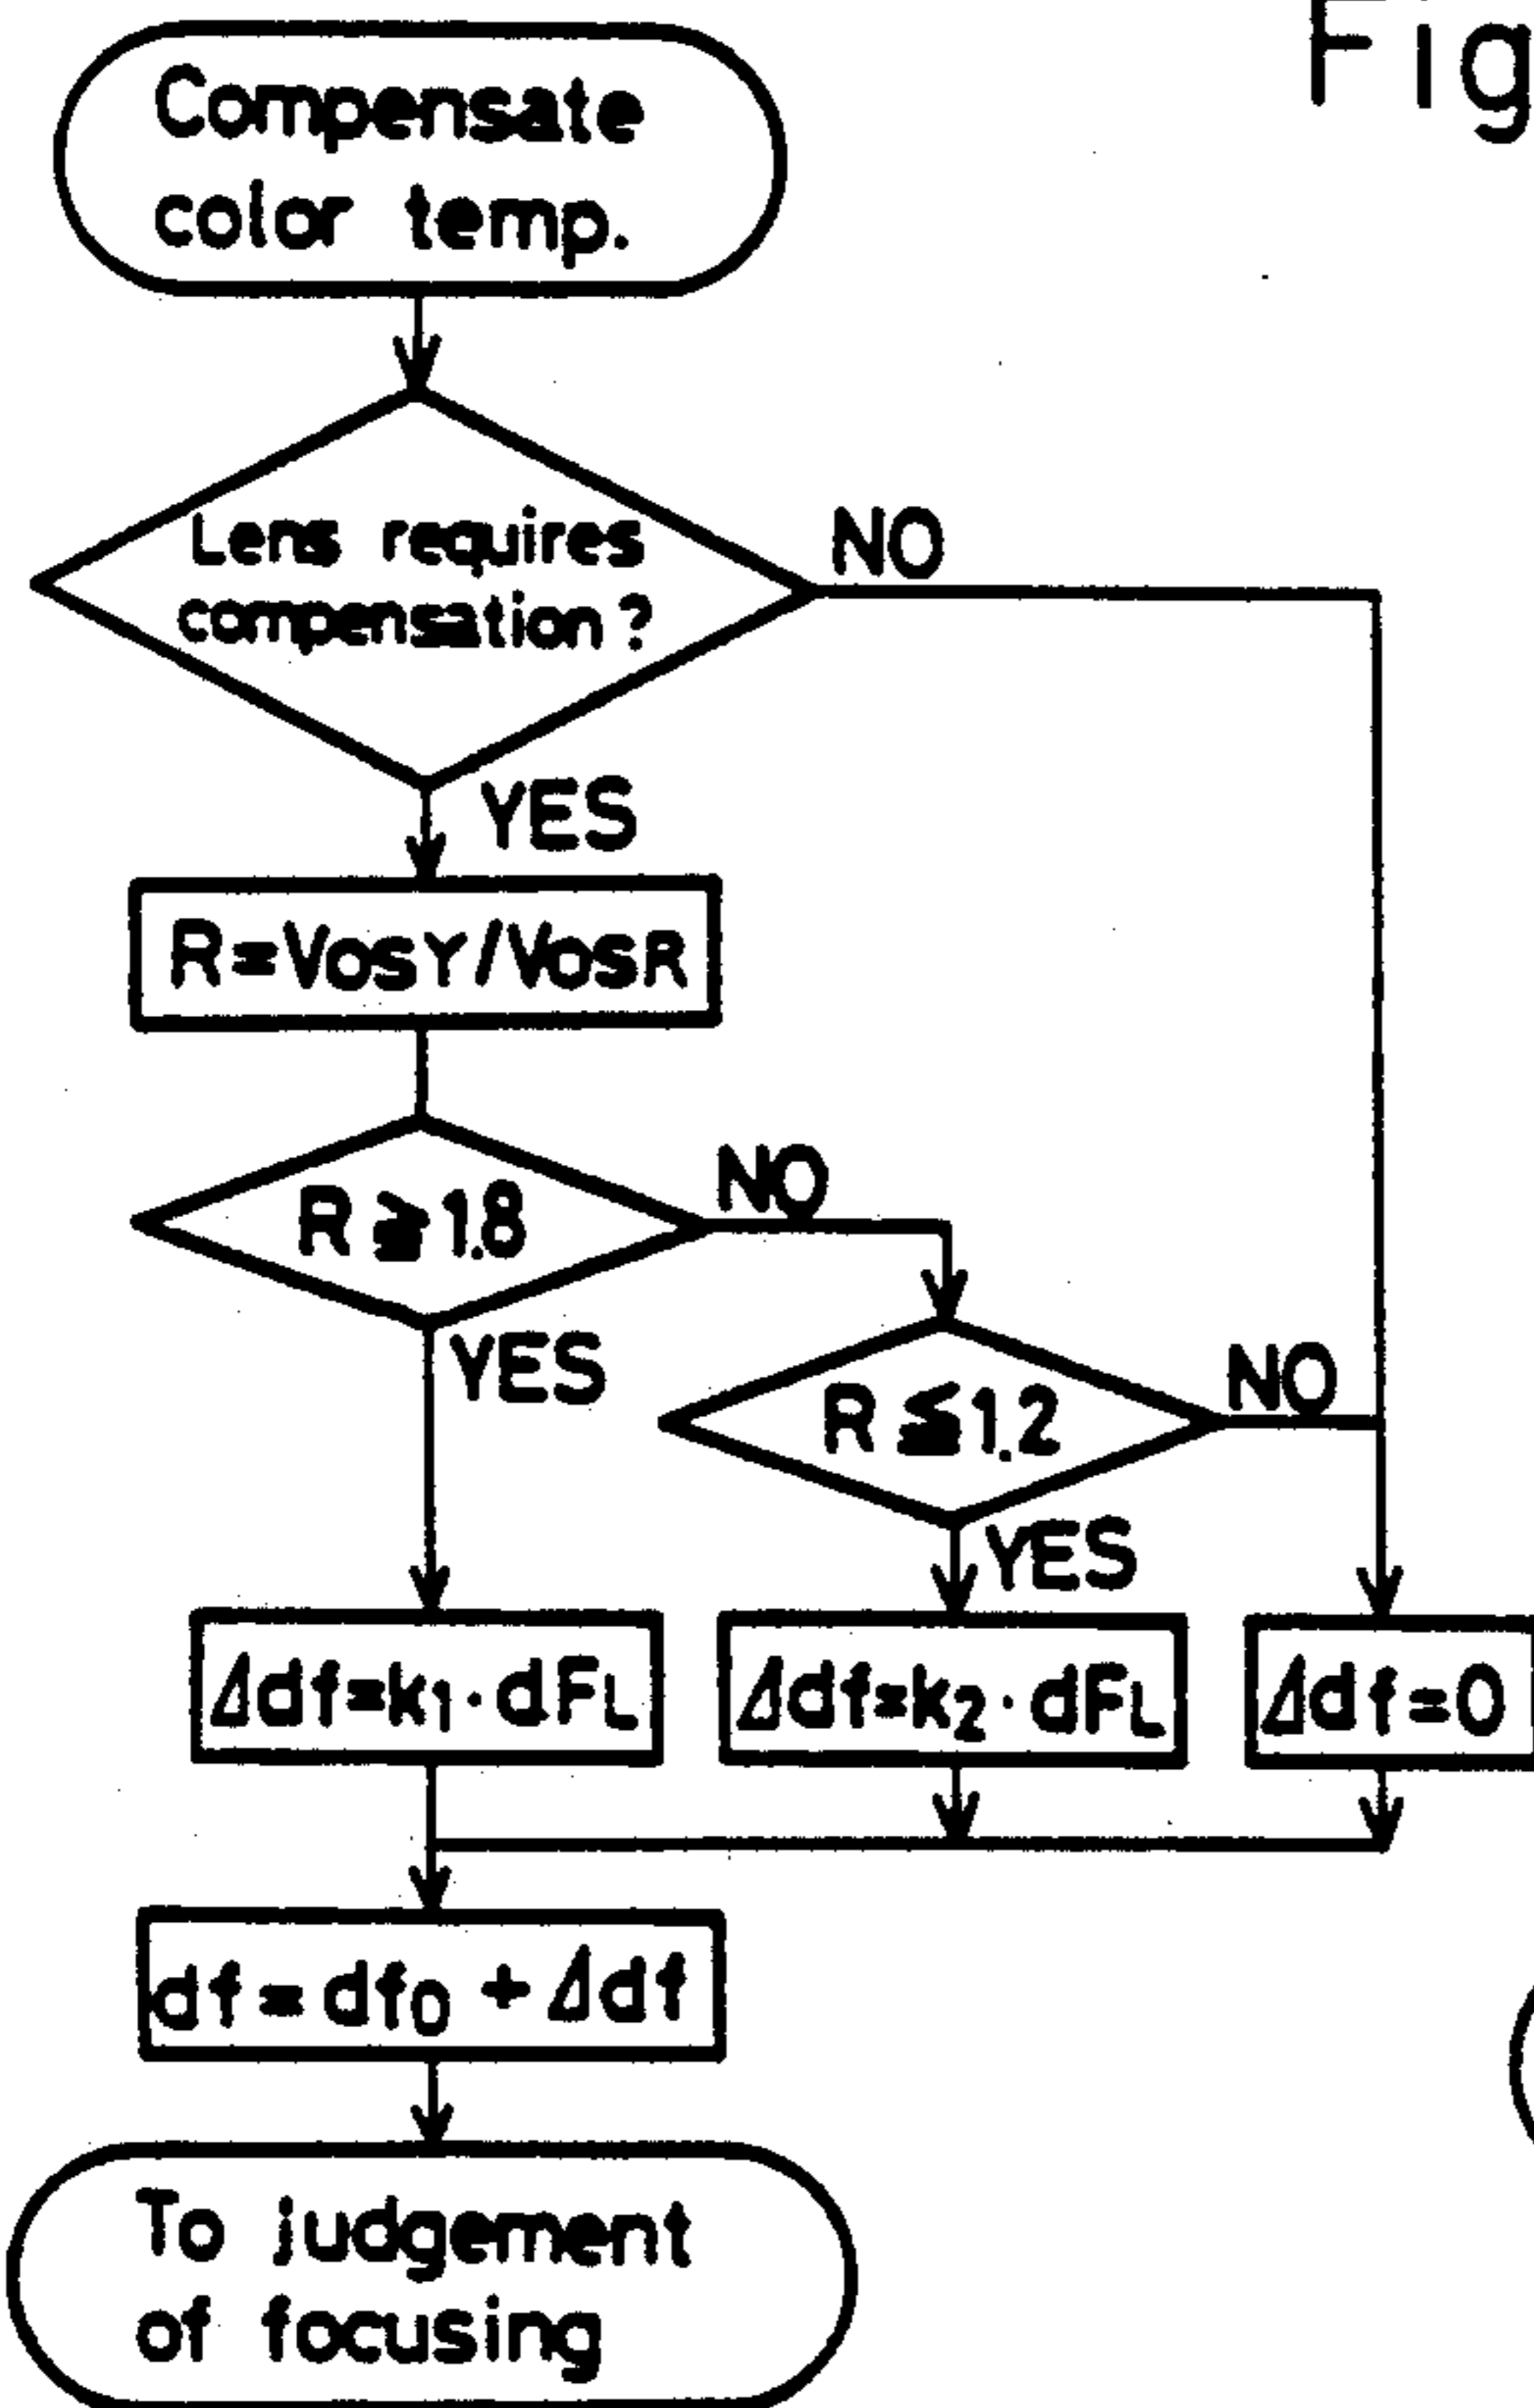 Fig
Compensate
color temp.
Lens requires
compensation?
NO
YES
R=VOSY/VOSR
R≧1.8
NO
YES
R≦1.2
NO
YES
Δdf=k1·dFL
Δdf=k2·dFL
Δdf=0
df=df0+Δdf
To judgement
of focusing